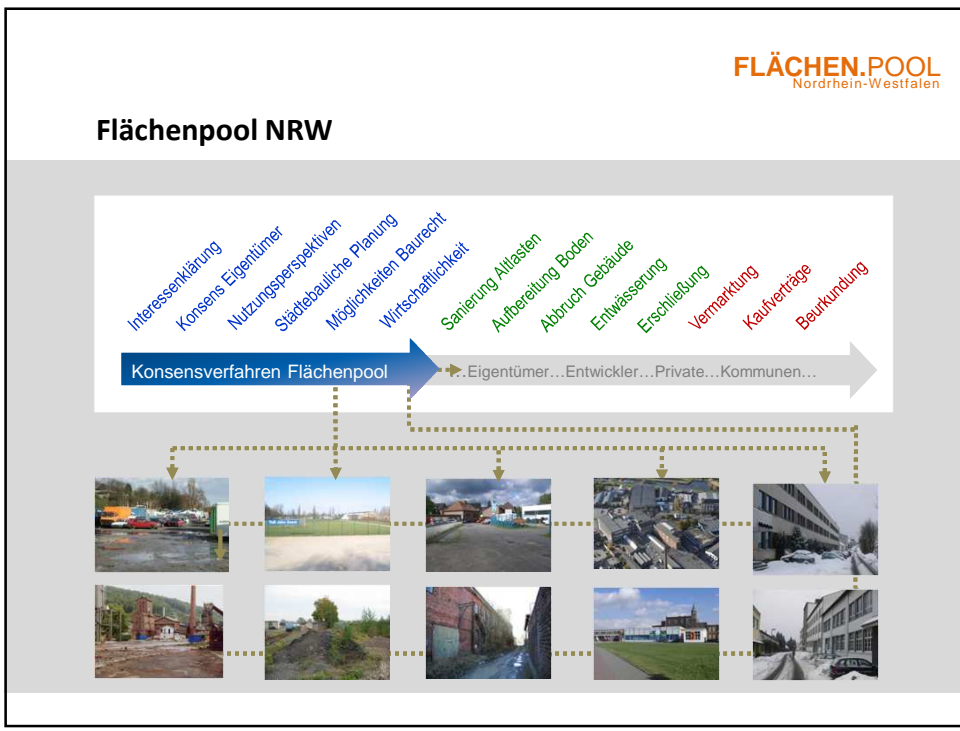 FLÄCHEN.POOL
Nordrhein-Westfalen
Flächenpool NRW
Interessenklärung
Konsens Eigentümer
Nutzungsperspektiven
Städtebauliche Planung
Möglichkeiten Baurecht
Wirtschaftlichkeit
Sanierung Altlasten
Aufbereitung Boden
Abbruch Gebäude
Entwässerung
Erschließung
Vermarktung
Kaufverträge
Beurkundung
Konsensverfahren Flächenpool
…Eigentümer…Entwickler…Private…Kommunen…